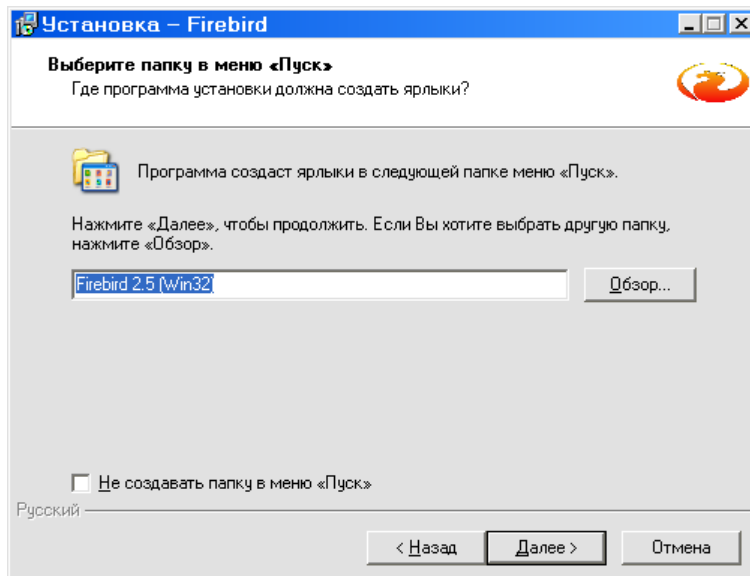 Установка – Firebird
Выберите папку в меню «Пуск»
Где программа установки должна создать ярлыки?
Программа создаст ярлыки в следующей папке меню «Пуск».
Нажмите «Далее», чтобы продолжить. Если Вы хотите выбрать другую папку,
нажмите «Обзор».
Firebird 2.5 (Win32)
Обзор...
Не создавать папку в меню «Пуск»
Русский
< Назад
Далее >
Отмена